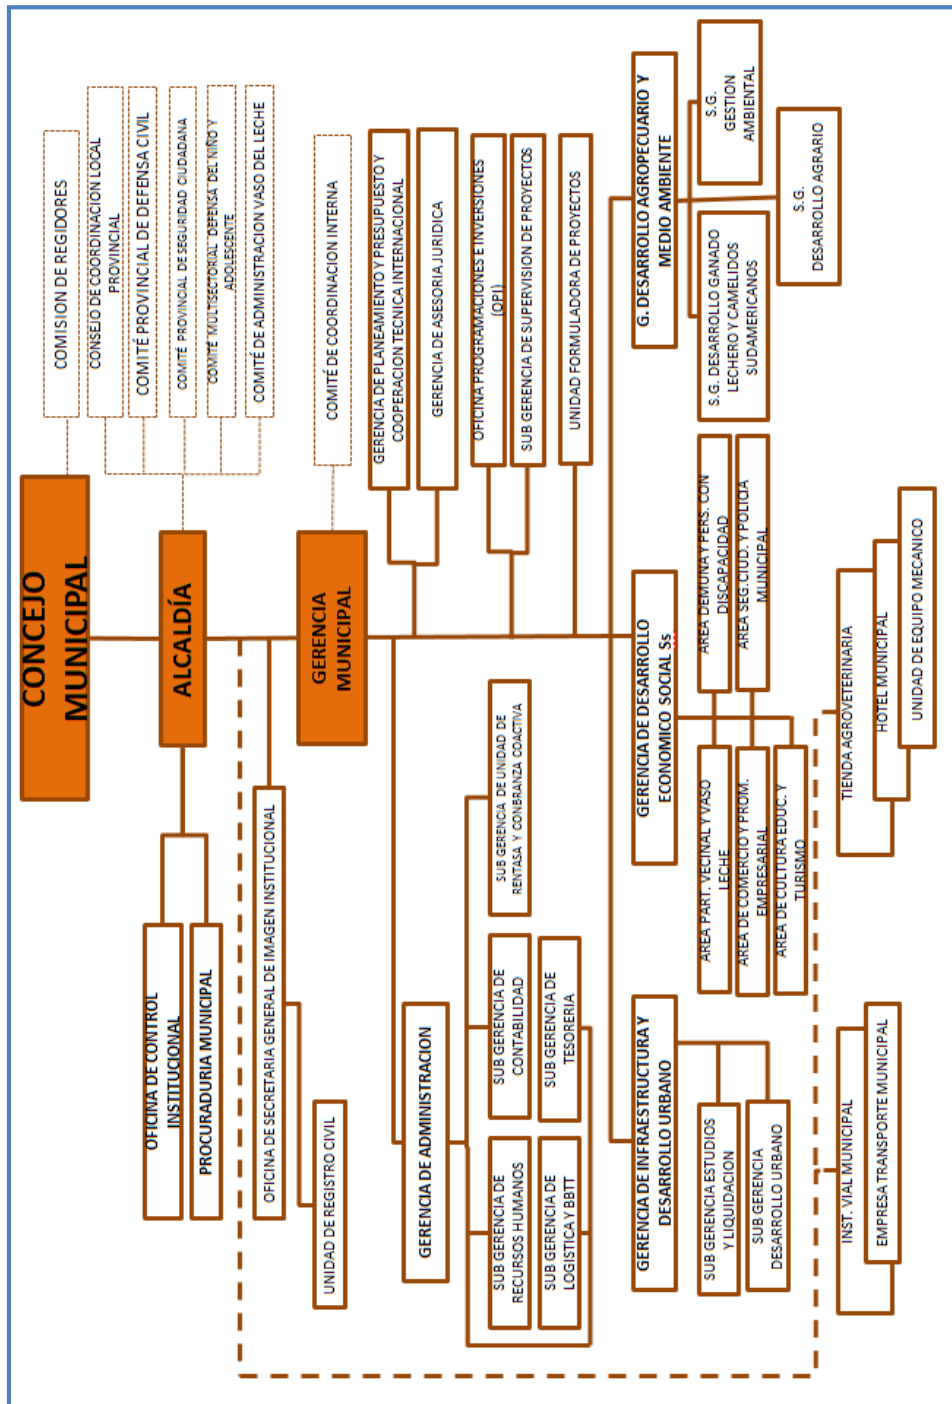 CONCEJO
MUNICIPAL
COMISION DE REGIDORES
ALCALDÍA
CONSEJO DE COORDINACION LOCAL
PROVINCIAL
COMITÉ PROVINCIAL DE DEFENSA CIVIL
COMITÉ PROVINCIAL DE SEGURIDAD CIUDADANA
COMITÉ MULTISECTORIAL DEFENSA DEL NIÑO Y
ADOLESCENTE
COMITÉ DE ADMINISTRACION VASO DEL LECHE
OFICINA DE CONTROL
INSTITUCIONAL
PROCURADURIA MUNICIPAL
OFICINA DE SECRETARIA GENERAL DE IMAGEN INSTITUCIONAL
UNIDAD DE REGISTRO CIVIL
GERENCIA
MUNICIPAL
COMITÉ DE COORDINACION INTERNA
GERENCIA DE PLANEAMIENTO Y PRESUPUESTO Y
COOPERACION TECNICA INTERNACIONAL
GERENCIA DE ASESORIA JURIDICA
GERENCIA DE ADMINISTRACION
OFICINA PROGRAMACIONES E INVERSIONES
(OPI)
SUB GERENCIA DE SUPERVISION DE PROYECTOS
UNIDAD FORMULADORA DE PROYECTOS
SUB GERENCIA DE
RECURSOS HUMANOS
SUB GERENCIA DE
CONTABILIDAD
SUB GERENCIA DE UNIDAD DE
RENTASA Y CONBRANZA COACTIVA
SUB GERENCIA DE
LOGISTICA Y BBTT
SUB GERENCIA DE
TESORERIA
GERENCIA DE INFRAESTRUCTURA Y
DESARROLLO URBANO
GERENCIA DE DESARROLLO
ECONOMICO SOCIAL Ss
G. DESARROLLO AGROPECUARIO Y
MEDIO AMBIENTE
SUB GERENCIA ESTUDIOS
Y LIQUIDACION
SUB GERENCIA
DESARROLLO URBANO
AREA PART. VECINAL Y VASO
LECHE
AREA DEMUNA Y PERS. CON
DISCAPACIDAD
AREA DE COMERCIO Y PROM.
EMPRESARIAL
AREA SEG.CIUD. Y POLICIA
MUNICIPAL
AREA DE CULTURA EDUC. Y
TURISMO
S.G. DESARROLLO GANADO
LECHERO Y CAMELIDOS
SUDAMERICANOS
S.G.
GESTION
AMBIENTAL
S.G.
DESARROLLO AGRARIO
INST. VIAL MUNICIPAL
EMPRESA TRANSPORTE MUNICIPAL
TIENDA AGROVETERINARIA
HOTEL MUNICIPAL
UNIDAD DE EQUIPO MECANICO